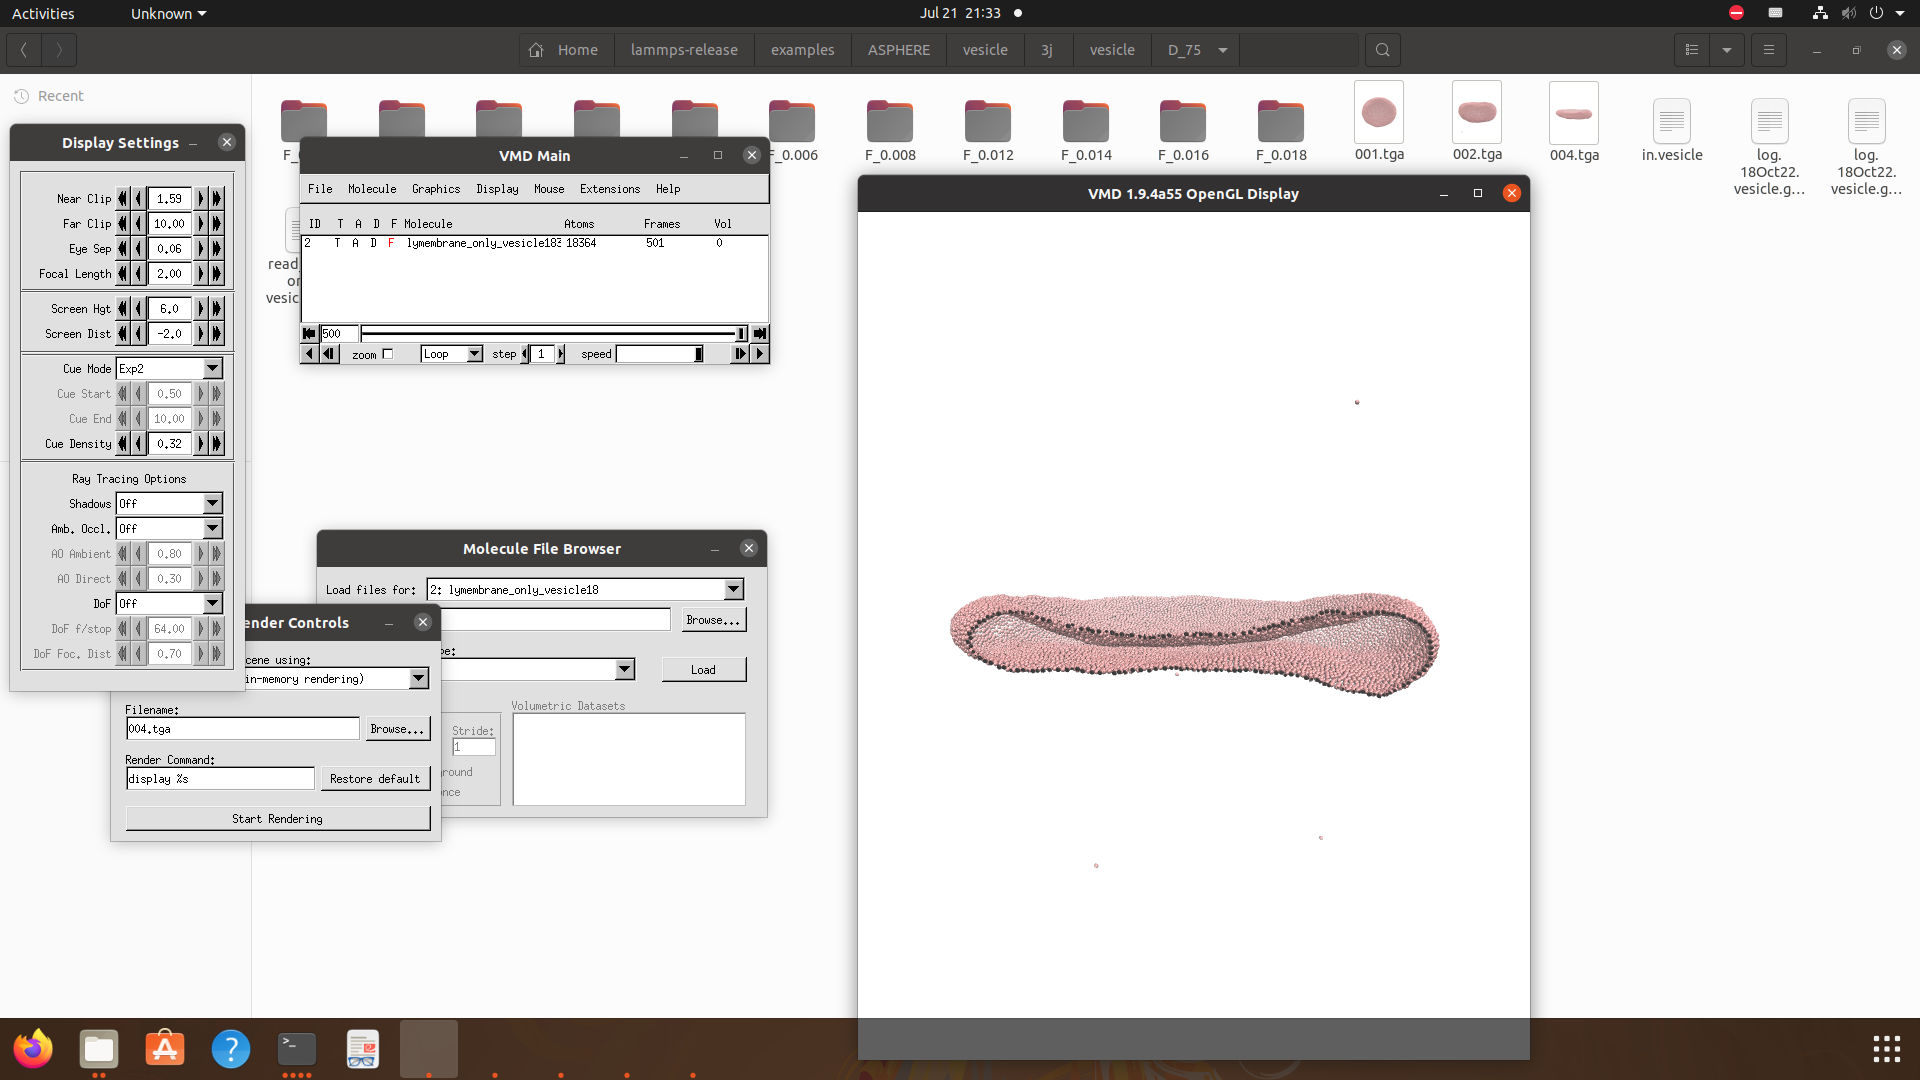 Activities
Unknown
Jul 21 21:33
Home
lammps-release
examples
ASPHERE
vesicle
3j
vesicle
D_75
Recent
F_0.006
F_0.008
F_0.012
F_0.014
F_0.016
F_0.018
001.tga
002.tga
004.tga
in.vesicle
log.
18Oct22.
vesicle.g...
log.
18Oct22.
vesicle.g...
Display Settings
Near Clip 1.59
Far Clip 10.00
Eye Sep 0.06
Focal Length 2.00
Screen Hgt 6.0
Screen Dist -2.0
Cue Mode Exp2
Cue Start 0.50
Cue End 10.00
Cue Density 0.32
Ray Tracing Options
Shadows Off
Amb. Occl. Off
AO Ambient 0.80
AO Direct 0.30
DoF Off
DoF f/stop 64.00
DoF Foc. Dist 0.70
VMD Main
File Molecule Graphics Display Mouse Extensions Help
ID T A D F Molecule Atoms Frames Vol
2 T A D F lymembrane_only_vesicle183 18364 501 0
500
zoom Loop step 1 speed
VMD 1.9.4a55 OpenGL Display
Molecule File Browser
Load files for: 2: lymembrane_only_vesicle18
Browse...
pe:
Load
Volumetric Datasets
Stride:
1
ground
once
ender Controls
cene using:
in-memory rendering)
Filename:
004.tga Browse...
Render Command:
display %s Restore default
Start Rendering